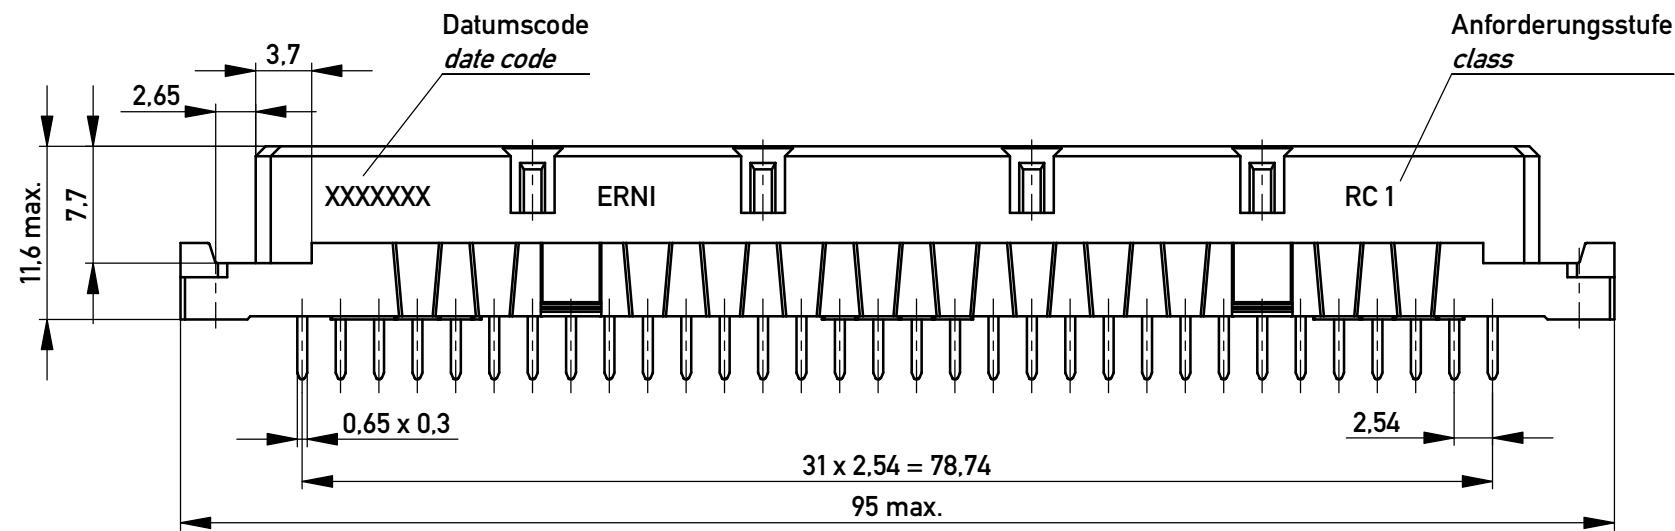 Datumscode
date code
Anforderungsstufe
class
3,7
2,65
11,6 max.
7,7
XXXXXXX
ERNI
RC 1
0,65 x 0,3
2,54
31 x 2,54 = 78,74
95 max.